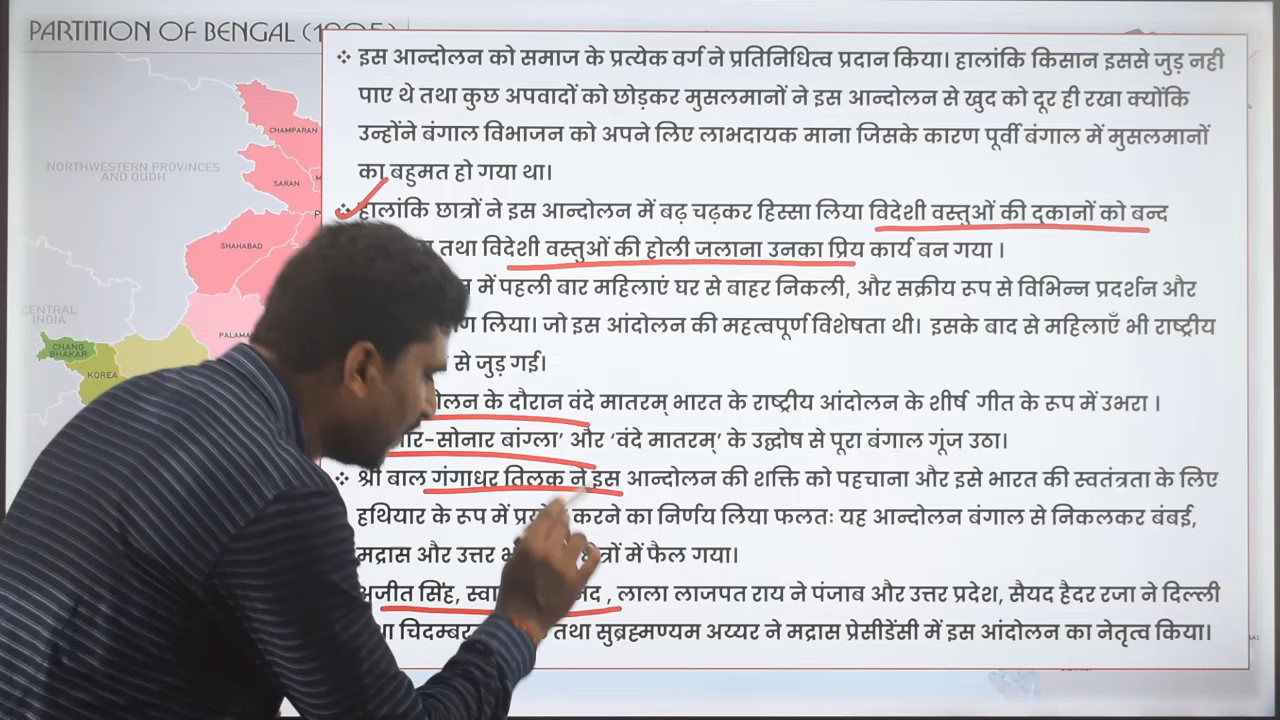 PARTITION OF BENGAL (1905)
❖ इस आन्दोलन को समाज के प्रत्येक वर्ग ने प्रतिनिधित्व प्रदान किया। हालांकि किसान इससे जुड़ नही
पाए थे तथा कुछ अपवादों को छोड़कर मुसलमानों ने इस आन्दोलन से खुद को दूर ही रखा क्योंकि
उन्होंने बंगाल विभाजन को अपने लिए लाभदायक माना जिसके कारण पूर्वी बंगाल में मुसलमानों
का बहुमत हो गया था।
❖ हालांकि छात्रों ने इस आन्दोलन में बढ़ चढ़कर हिस्सा लिया विदेशी वस्तुओं की दुकानों को बन्द
तथा विदेशी वस्तुओं की होली जलाना उनका प्रिय कार्य बन गया ।
में पहली बार महिलाएं घर से बाहर निकली, और सक्रीय रूप से विभिन्न प्रदर्शन और
लिया। जो इस आंदोलन की महत्वपूर्ण विशेषता थी। इसके बाद से महिलाएँ भी राष्ट्रीय
से जुड़ गई।
के दौरान वंदे मातरम् भारत के राष्ट्रीय आंदोलन के शीर्ष गीत के रूप में उभरा ।
सोनार बांग्ला’ और ‘वंदे मातरम्’ के उद्घोष से पूरा बंगाल गूंज उठा।
❖ श्री बाल गंगाधर तिलक ने इस आन्दोलन की शक्ति को पहचाना और इसे भारत की स्वतंत्रता के लिए
हथियार के रूप में करने का निर्णय लिया फलतः यह आन्दोलन बंगाल से निकलकर बंबई,
मद्रास और उत्तर में फैल गया।
अजीत सिंह, लाला लाजपत राय ने पंजाब और उत्तर प्रदेश, सैयद हैदर रजा ने दिल्ली
चिदम्बर तथा सुब्रह्मण्यम अय्यर ने मद्रास प्रेसीडेंसी में इस आंदोलन का नेतृत्व किया।
CHAMPARAN
NORTHWESTERN PROVINCES
AND OUDH
SARAN
SHAHABAD
CENTRAL
INDIA
CHANG
BHAKAR
KOREA